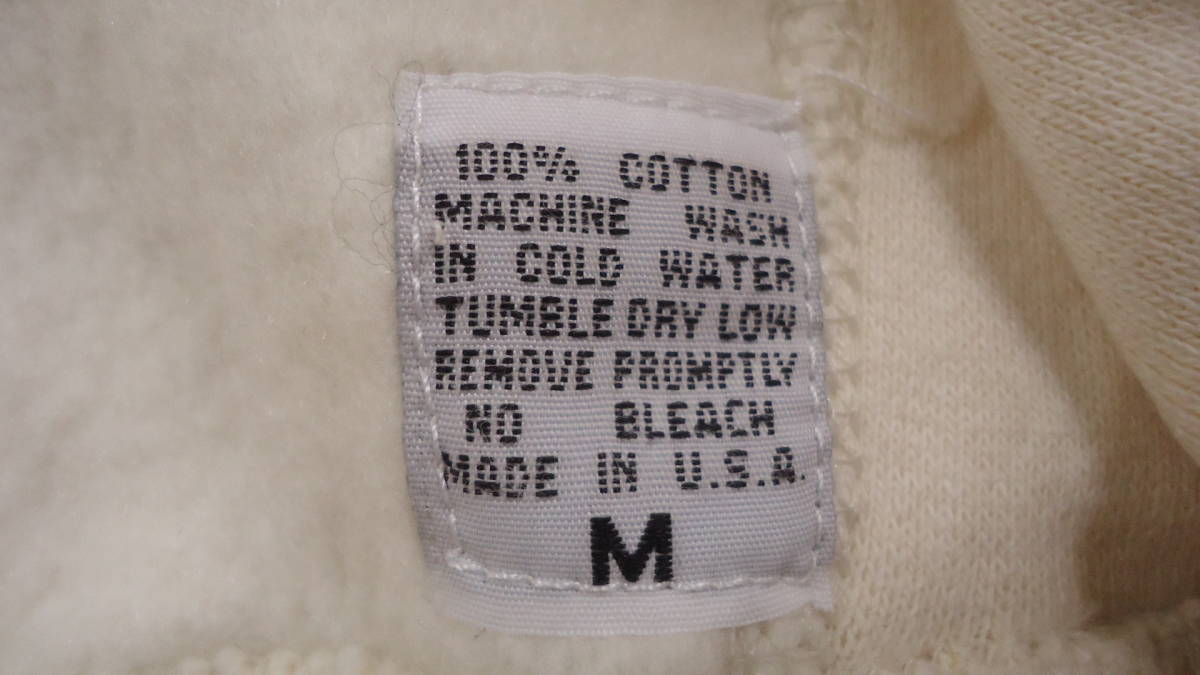 100% COTTON
MACHINE WASH
IN COLD WATER
TUMBLE DRY LOW
REMOVE PROMPTLY
NO BLEACH
MADE IN U.S.A.
M